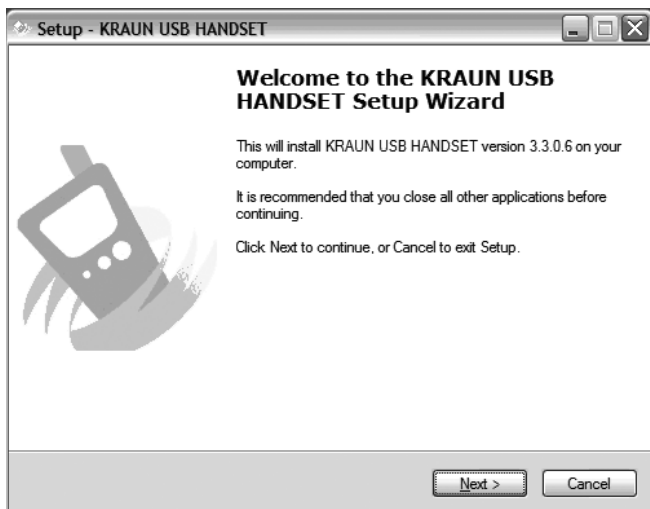 Setup - KRAUN USB HANDSET
Welcome to the KRAUN USB
HANDSET Setup Wizard
This will install KRAUN USB HANDSET version 3.3.0.6 on your
computer.
It is recommended that you close all other applications before
continuing.
Click Next to continue, or Cancel to exit Setup.
Next >
Cancel